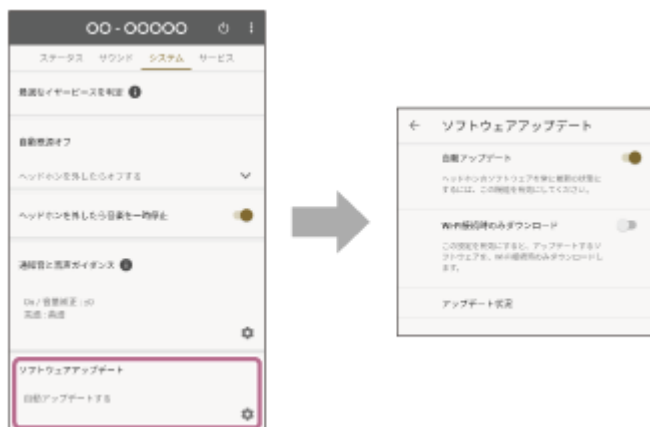 OO-OOOOO
ステータス サウンド システム サービス
最適なイヤーピースを判定
自動電源オフ
ヘッドホンを外したらオフする
ヘッドホンを外したら音楽を一時停止
通知音と音声ガイダンス
ソフトウェアアップデート
自動アップデートする
ソフトウェアアップデート
自動アップデート
ヘッドホンのソフトウェアを常に最新の状態に
するには、この機能を有効にしてください。
Wi-Fi接続時のみダウンロード
この機能を有効にすると、アップデートするソ
フトウェアを、Wi-Fi接続時のみダウンロードし
ます。
アップデート状況